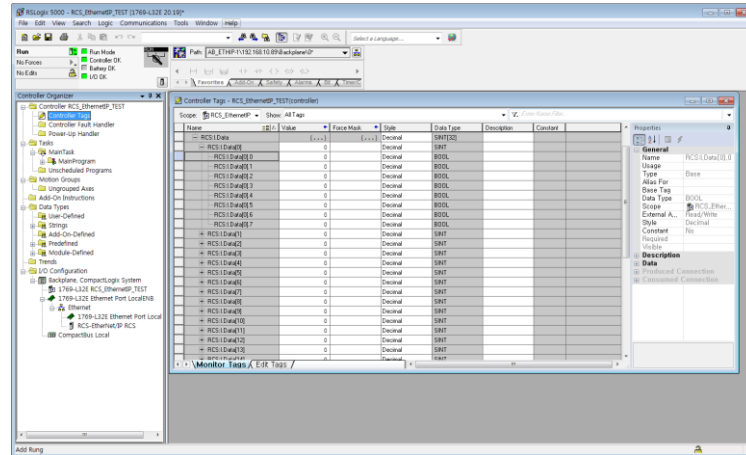 RSLogix 5000 - RCS_EthernetIP_TEST [1769-L32E 20.19]*
File Edit View Search Logic Communications Tools Window Help
Select a Language...
Run
Run Mode
Path: AB_ETHIP-1\192.168.10.89\Backplane\0*
No Forces
Controller OK
Battery OK
No Edits
I/O OK
Favorites Add-On Safety Alarms Bit Timer/C
Controller Organizer
Controller RCS_EthernetIP_TEST
Controller Tags
Controller Fault Handler
Power-Up Handler
Tasks
MainTask
MainProgram
Unscheduled Programs
Motion Groups
Ungrouped Axes
Add-On Instructions
Data Types
User-Defined
Strings
Add-On-Defined
Predefined
Module-Defined
Trends
I/O Configuration
Backplane, CompactLogix System
1769-L32E RCS_EthernetIP_TEST
1769-L32E Ethernet Port LocalENB
Ethernet
1769-L32E Ethernet Port Local
RCS-EtherNet/IP RCS
CompactBus Local
Controller Tags - RCS_EthernetIP_TEST(controller)
Scope: RCS_EthernetIP Show: All Tags
Enter Name Filter...
Name Value Force Mask Style Data Type Description Constant
RCS:I.Data {...} {...} Decimal SINT[32]
RCS:I.Data[0] 0 Decimal SINT
RCS:I.Data[0].0 0 Decimal BOOL
RCS:I.Data[0].1 0 Decimal BOOL
RCS:I.Data[0].2 0 Decimal BOOL
RCS:I.Data[0].3 0 Decimal BOOL
RCS:I.Data[0].4 0 Decimal BOOL
RCS:I.Data[0].5 0 Decimal BOOL
RCS:I.Data[0].6 0 Decimal BOOL
RCS:I.Data[0].7 0 Decimal BOOL
RCS:I.Data[1] 0 Decimal SINT
RCS:I.Data[2] 0 Decimal SINT
RCS:I.Data[3] 0 Decimal SINT
RCS:I.Data[4] 0 Decimal SINT
RCS:I.Data[5] 0 Decimal SINT
RCS:I.Data[6] 0 Decimal SINT
RCS:I.Data[7] 0 Decimal SINT
RCS:I.Data[8] 0 Decimal SINT
RCS:I.Data[9] 0 Decimal SINT
RCS:I.Data[10] 0 Decimal SINT
RCS:I.Data[11] 0 Decimal SINT
RCS:I.Data[12] 0 Decimal SINT
RCS:I.Data[13] 0 Decimal SINT
RCS:I.Data[14] 0 Decimal SINT
Monitor Tags Edit Tags
Properties
General
Name RCS:I.Data[0].0
Usage
Type Base
Alias For
Base Tag
Data Type BOOL
Scope RCS_Ether...
External A... Read/Write
Style Decimal
Constant No
Required
Visible
Description
Data
Produced Connection
Consumed Connection
Add Rung